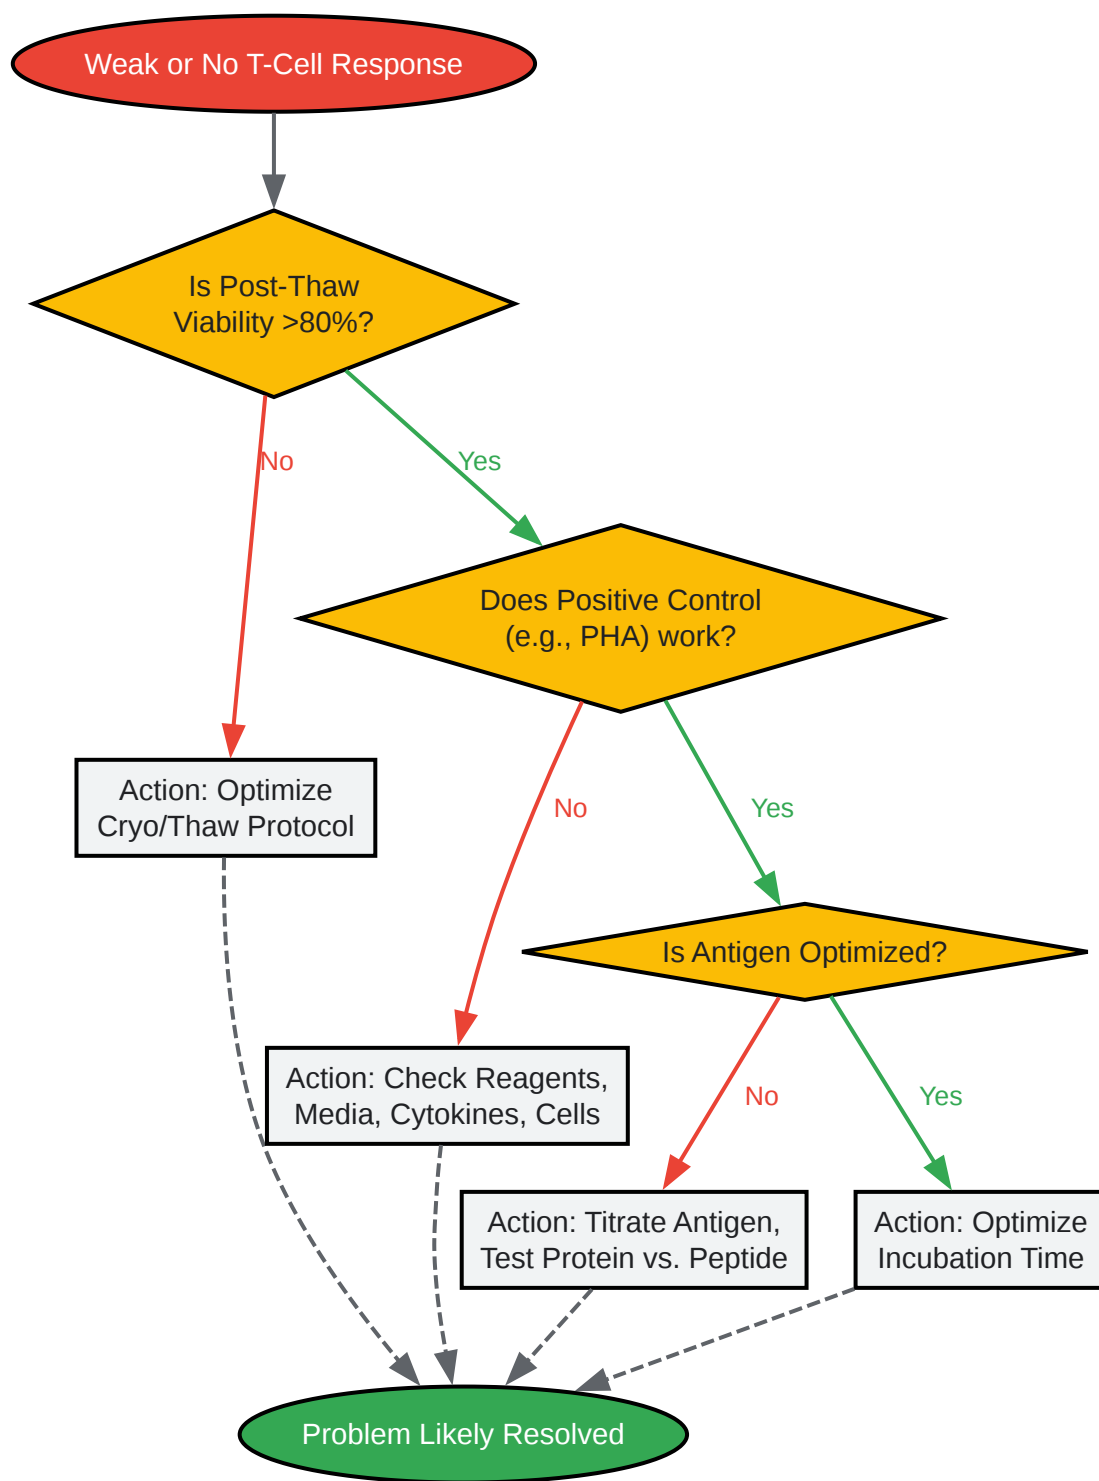 Weak or No T-Cell Response
Is Post-Thaw
Viability >80%?
No
Yes
Does Positive Control
(e.g., PHA) work?
Action: Optimize
Cryo/Thaw Protocol
No
Yes
Is Antigen Optimized?
Action: Check Reagents,
Media, Cytokines, Cells
No
Yes
Action: Titrate Antigen,
Test Protein vs. Peptide
Action: Optimize
Incubation Time
Problem Likely Resolved